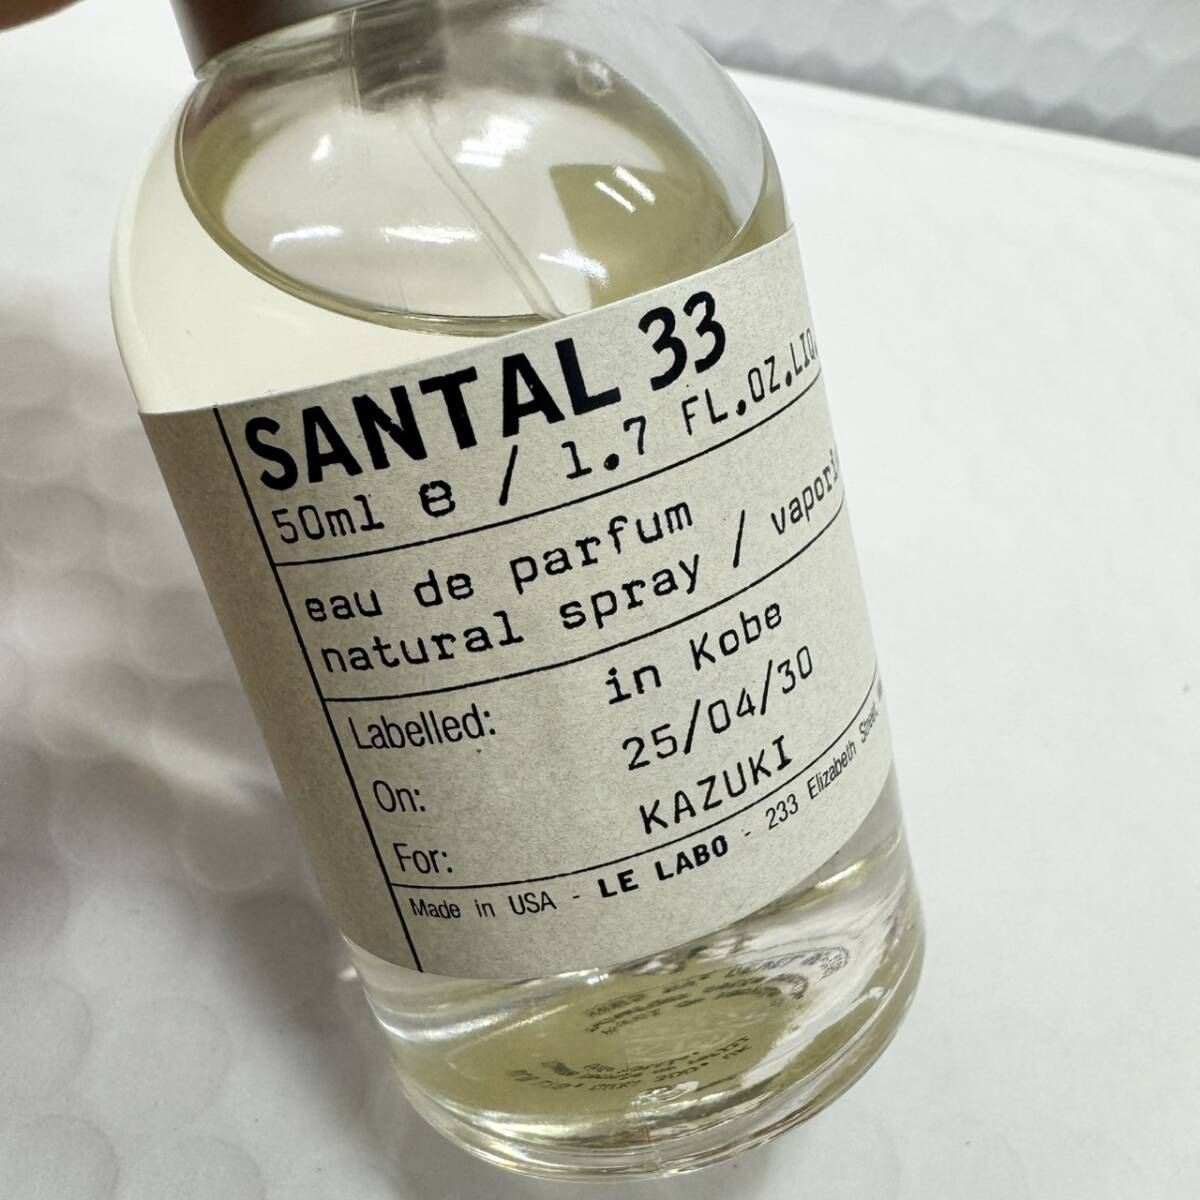 SANTAL 33
50ml e / 1.7 FL.OZ.LIQ.
eau de parfum
natural spray /
Labelled: in Kobe
On: 25/04/30
For: KAZUKI
Made in USA - LE LABO - 233 Elizabeth Street,